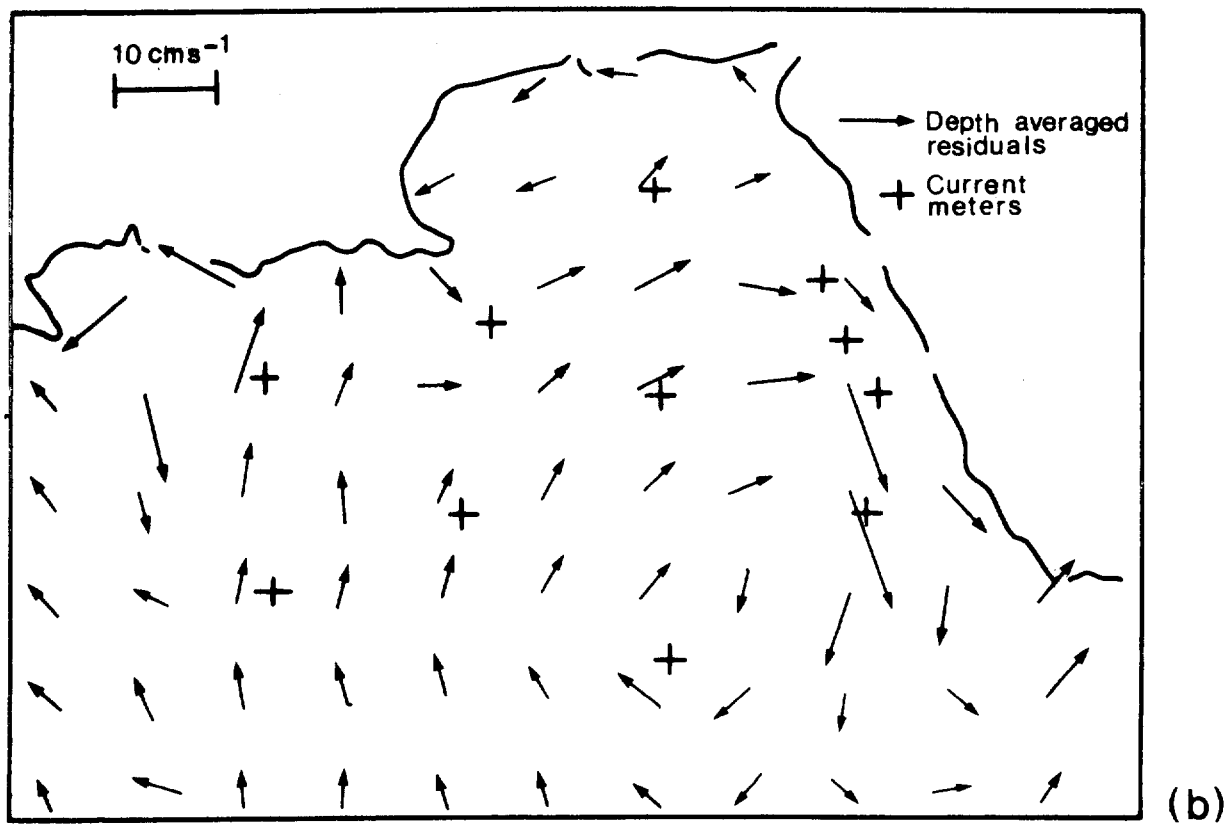 10 cms⁻¹
Depth averaged
residuals
Current
meters
(b)